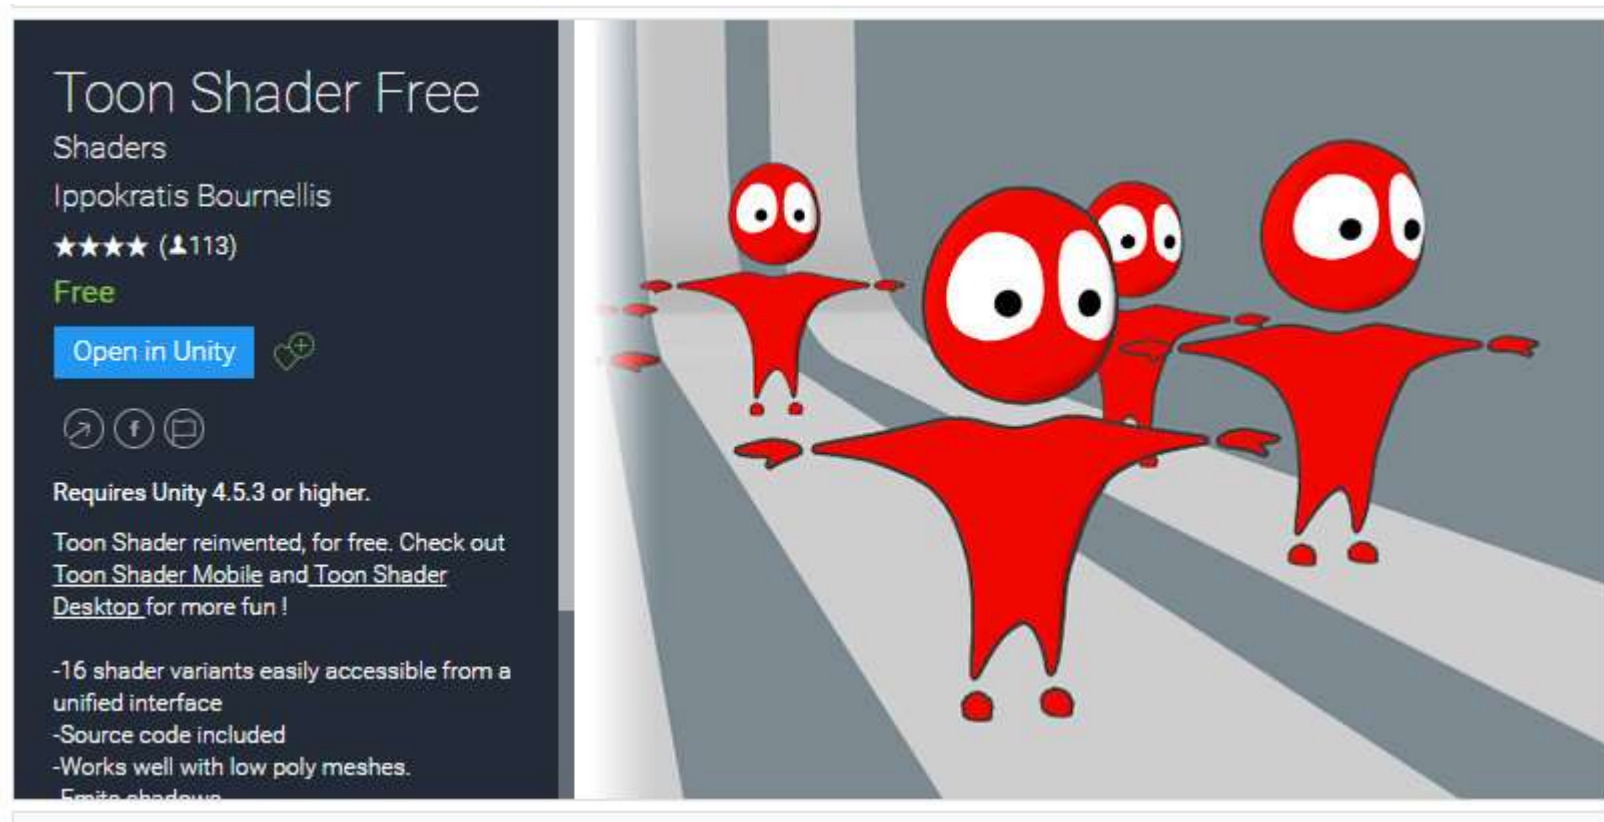 Toon Shader Free
Shaders
Ippokratis Bournellis
★★★★ (113)
Free
Open in Unity
Requires Unity 4.5.3 or higher.
Toon Shader reinvented, for free. Check out
Toon Shader Mobile and Toon Shader
Desktop for more fun !
-16 shader variants easily accessible from a
unified interface
-Source code included
-Works well with low poly meshes.
-Emits shadows